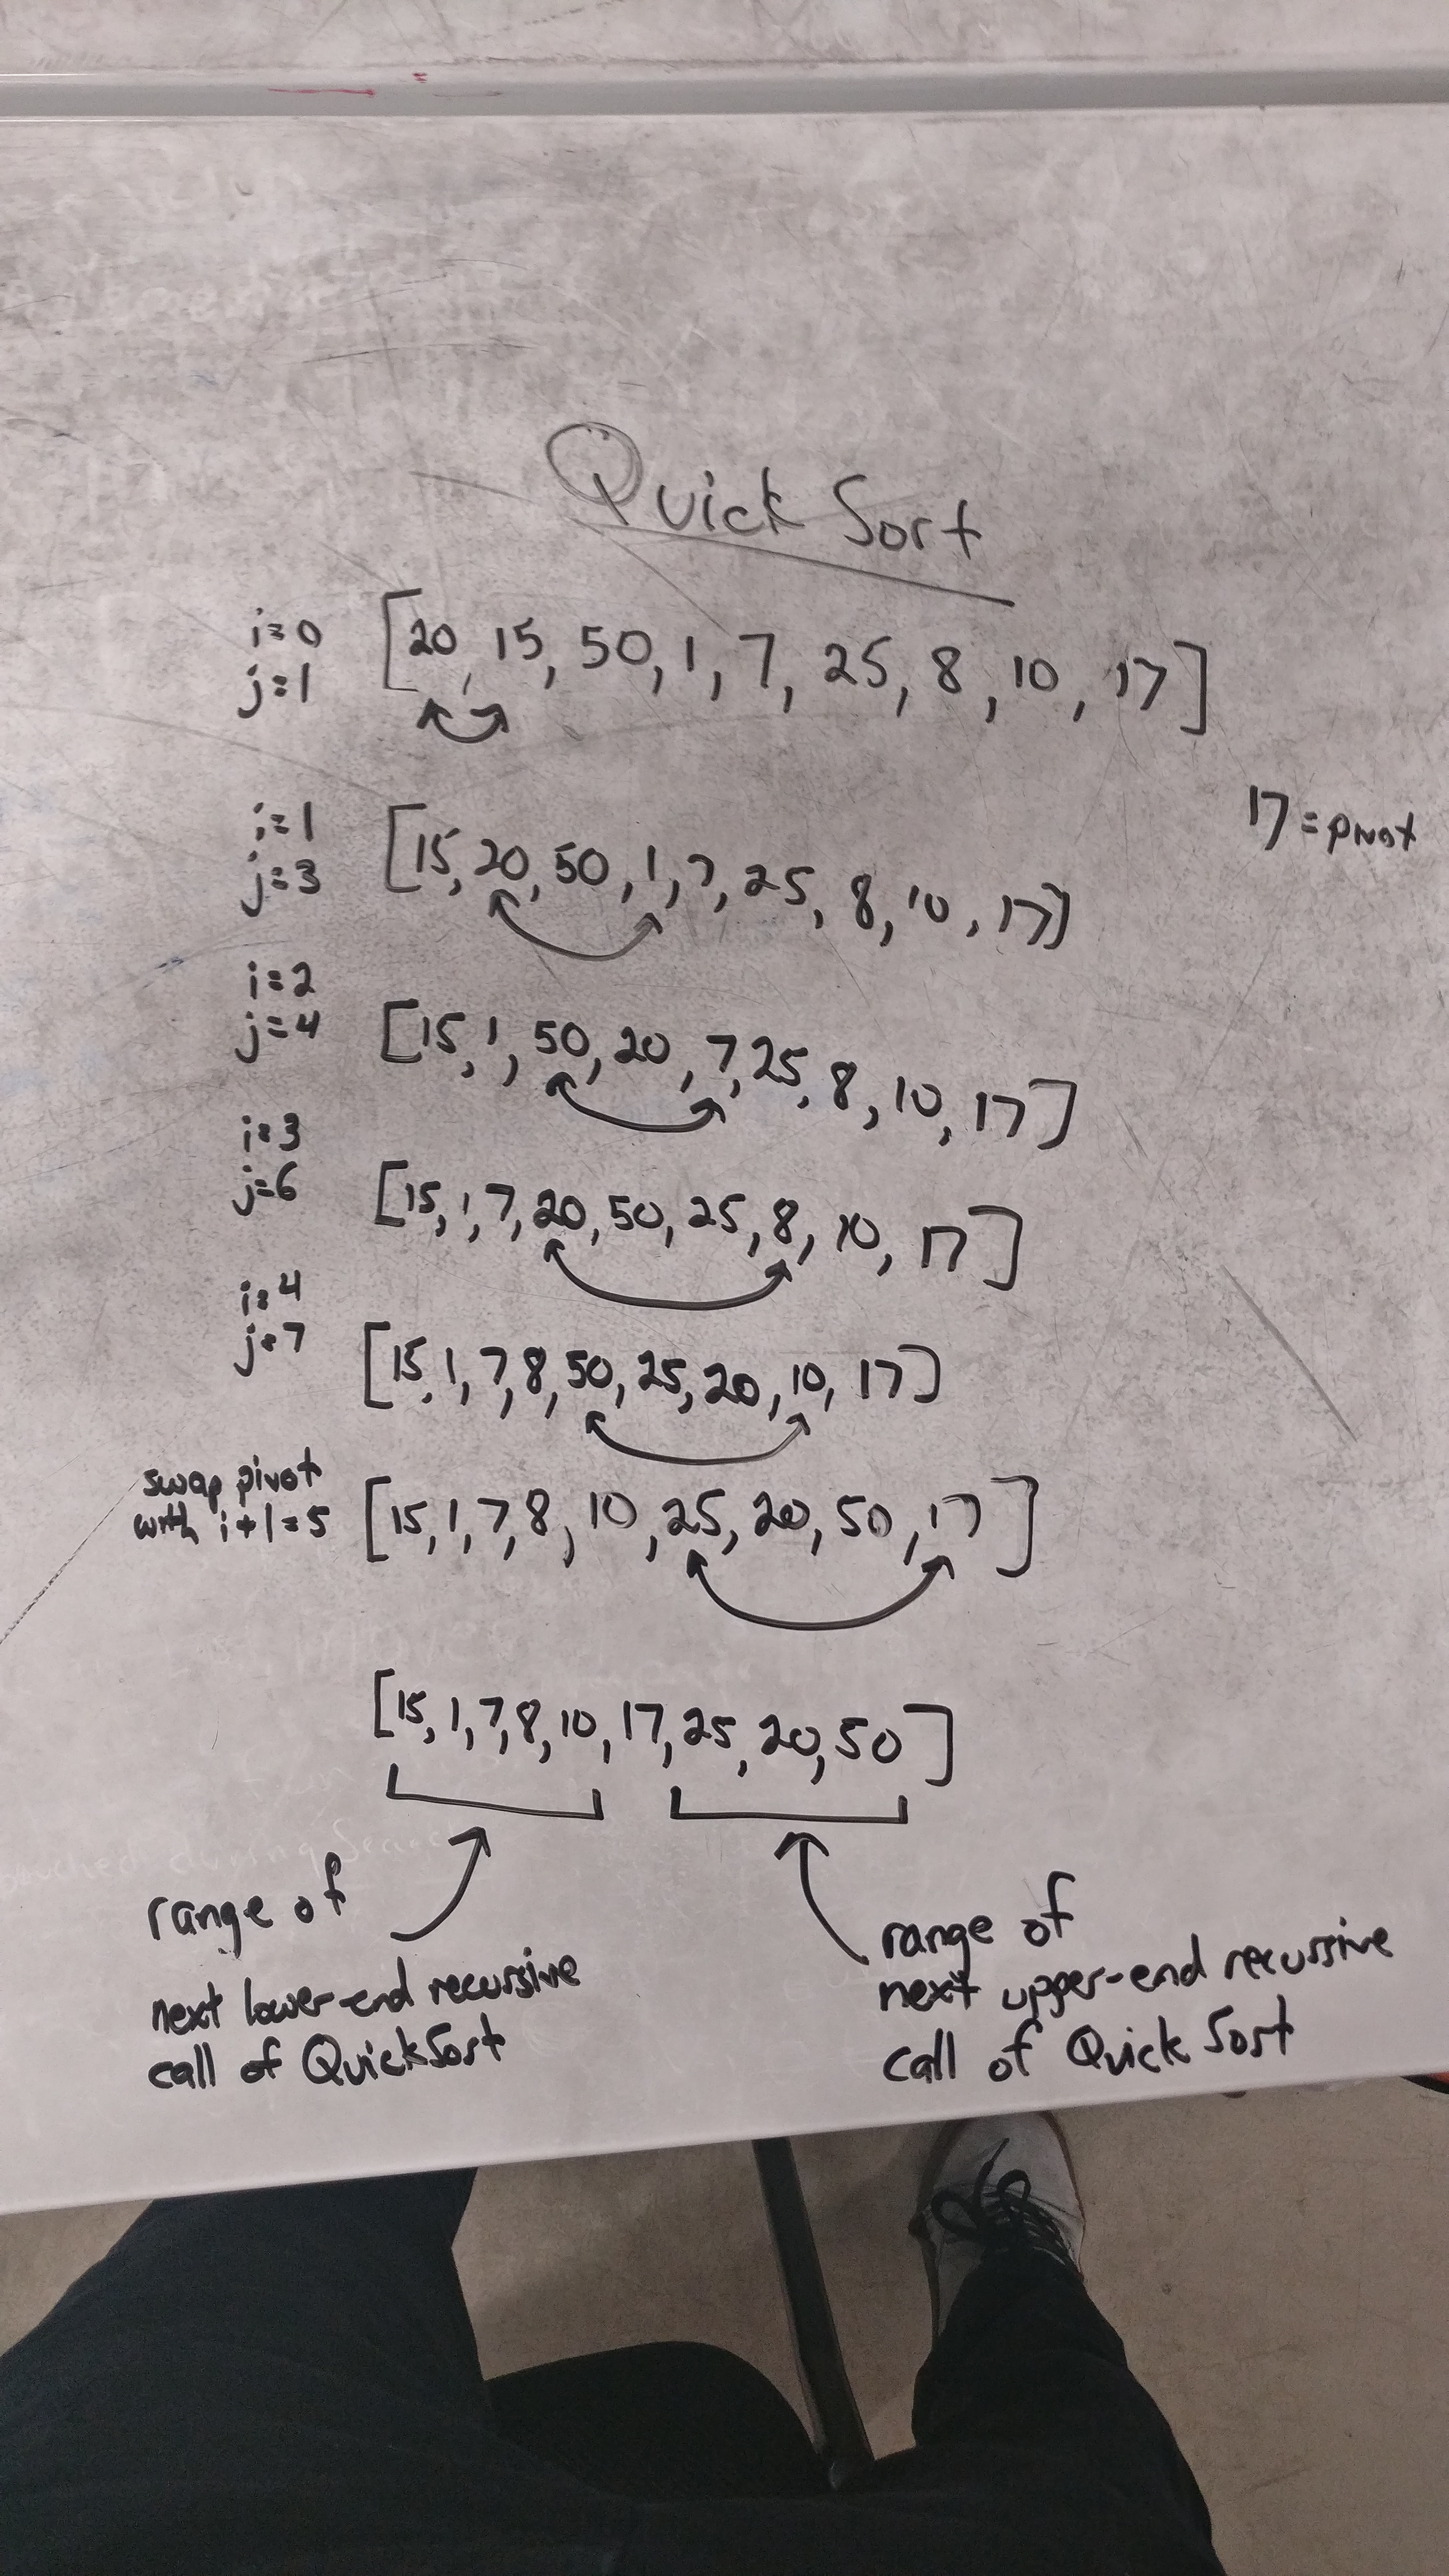 Quick Sort
i=0 [20, 15, 50, 1, 7, 25, 8, 10, 17]
j=1
17 = pivot
i=1 [15, 20, 50, 1, 7, 25, 8, 10, 17]
j=3
i=2
j=4 [15, 1, 50, 20, 7, 25, 8, 10, 17]
i=3
j=6 [15, 1, 7, 20, 50, 25, 8, 10, 17]
i=4
j=7 [15, 1, 7, 8, 50, 25, 20, 10, 17]
swap pivot
with i+1=5 [15, 1, 7, 8, 10, 25, 20, 50, 17]
[15, 1, 7, 8, 10, 17, 25, 20, 50]
range of
next lower-end recursive
call of QuickSort
range of
next upper-end recursive
call of Quick Sort